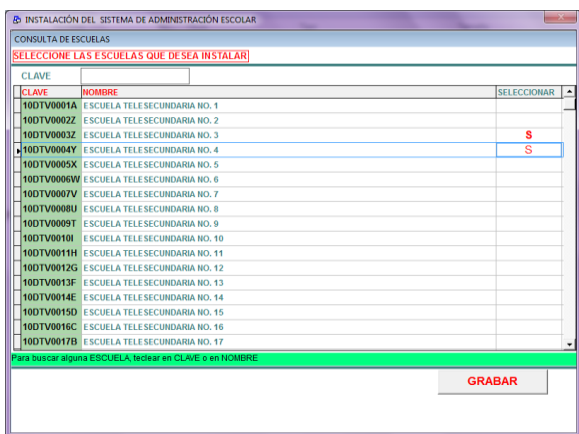 INSTALACIÓN DEL SISTEMA DE ADMINISTRACIÓN ESCOLAR
CONSULTA DE ESCUELAS
SELECCIONE LAS ESCUELAS QUE DESEA INSTALAR
CLAVE
CLAVE NOMBRE SELECCIONAR
10DTV0001A ESCUELA TELESECUNDARIA NO. 1
10DTV0002Z ESCUELA TELESECUNDARIA NO. 2
10DTV0003Z ESCUELA TELESECUNDARIA NO. 3 S
10DTV0004Y ESCUELA TELESECUNDARIA NO. 4 S
10DTV0005X ESCUELA TELESECUNDARIA NO. 5
10DTV0006W ESCUELA TELESECUNDARIA NO. 6
10DTV0007V ESCUELA TELESECUNDARIA NO. 7
10DTV0008U ESCUELA TELESECUNDARIA NO. 8
10DTV0009T ESCUELA TELESECUNDARIA NO. 9
10DTV0010I ESCUELA TELESECUNDARIA NO. 10
10DTV0011H ESCUELA TELESECUNDARIA NO. 11
10DTV0012G ESCUELA TELESECUNDARIA NO. 12
10DTV0013F ESCUELA TELESECUNDARIA NO. 13
10DTV0014E ESCUELA TELESECUNDARIA NO. 14
10DTV0015D ESCUELA TELESECUNDARIA NO. 15
10DTV0016C ESCUELA TELESECUNDARIA NO. 16
10DTV0017B ESCUELA TELESECUNDARIA NO. 17
Para buscar alguna ESCUELA, teclear en CLAVE o en NOMBRE
GRABAR